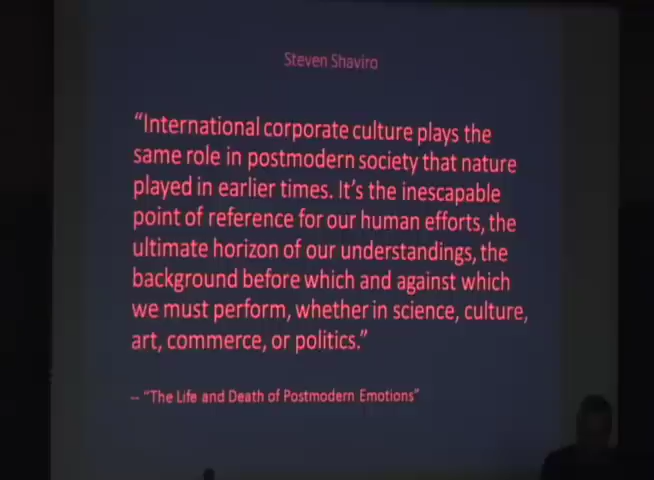 Steven Shaviro
“International corporate culture plays the
same role in postmodern society that nature
played in earlier times. It’s the inescapable
point of reference for our human efforts, the
ultimate horizon of our understandings, the
background before which and against which
we must perform, whether in science, culture,
art, commerce, or politics.”
-- “The Life and Death of Postmodern Emotions”